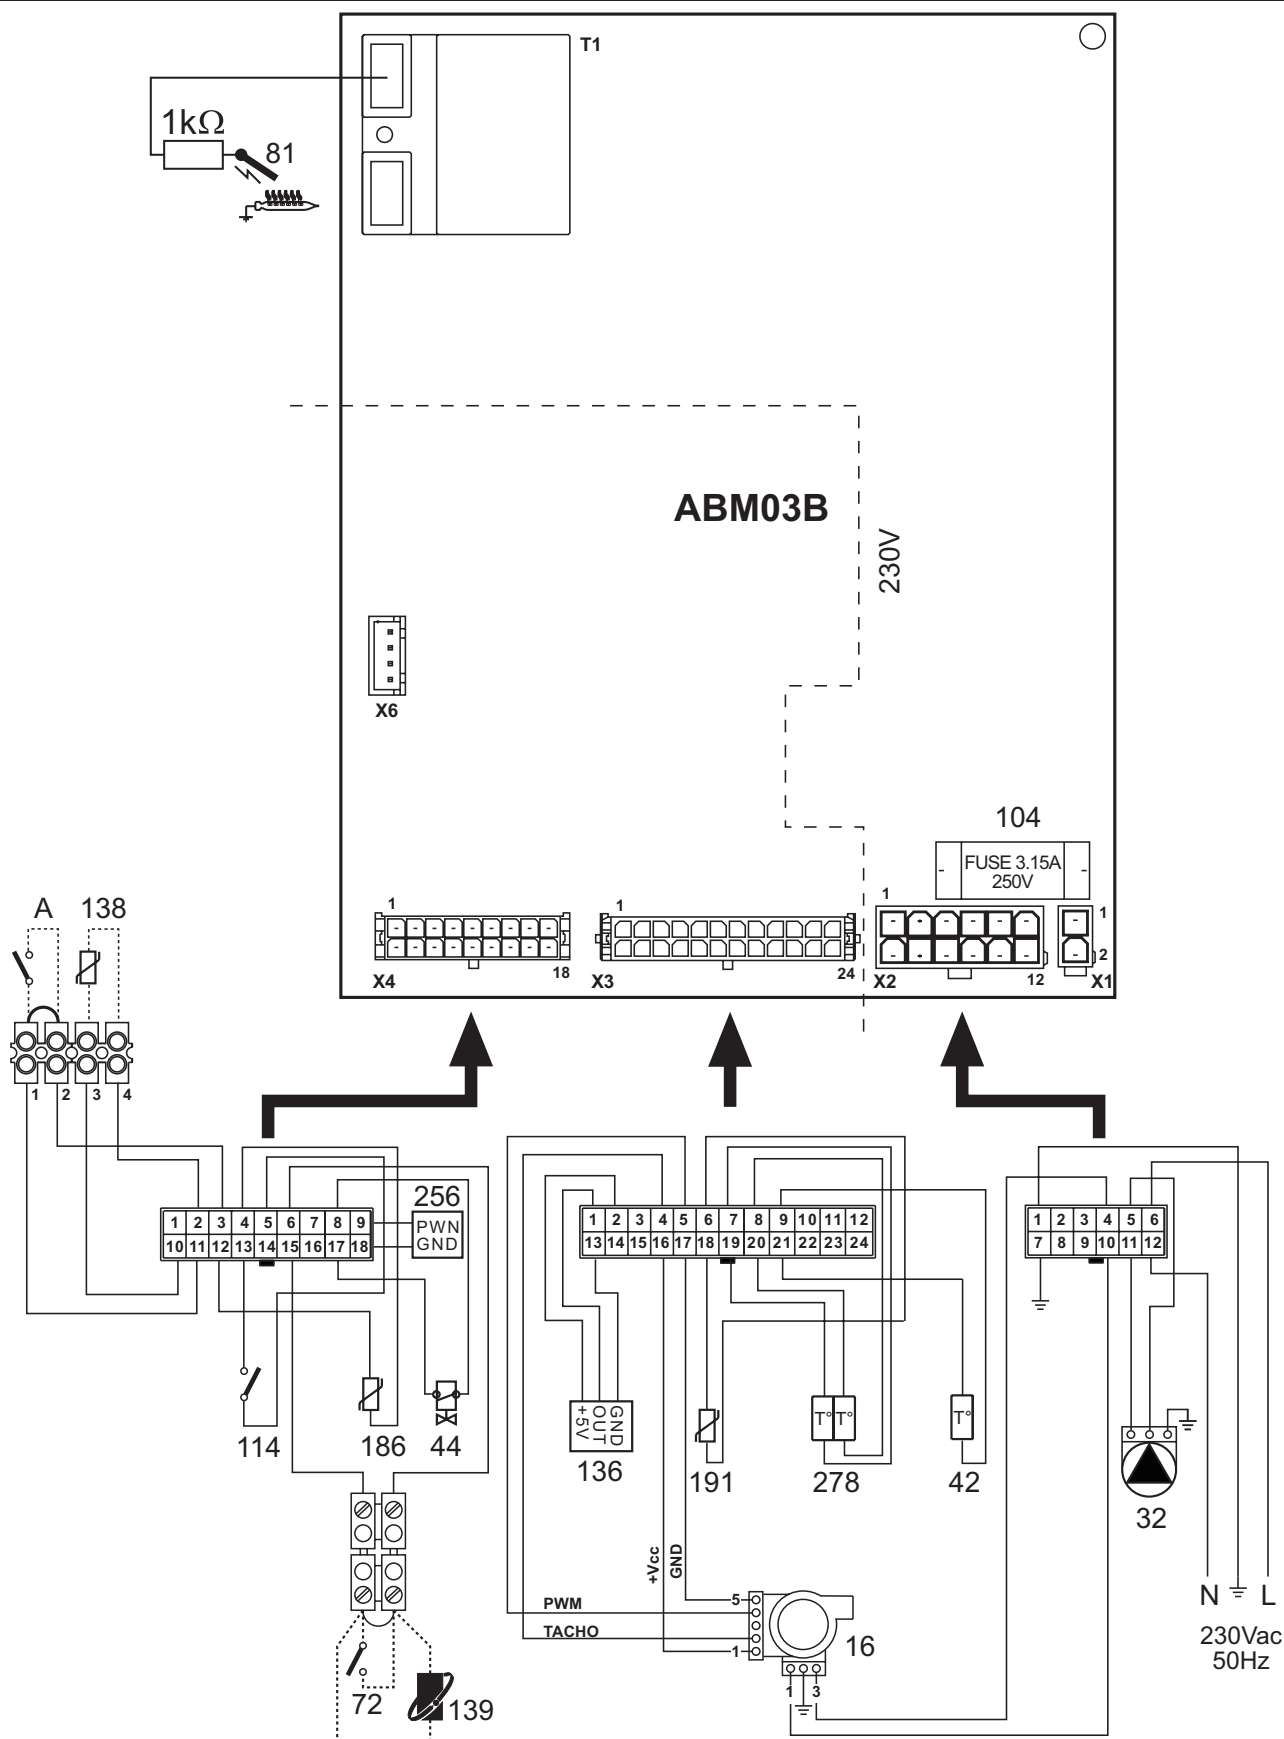 T1
1kΩ
81
ABM03B
230V
X6
104
FUSE 3.15A
250V
A 138
1
1
1
1
X4
18
X3
24
X2
12
2
X1
1 2 3 4
256
PWN
GND
1 2 3 4 5 6 7 8 9
10 11 12 13 14 15 16 17 18
1 2 3 4 5 6 7 8 9 10 11 12
13 14 15 16 17 18 19 20 21 22 23 24
1 2 3 4 5 6
7 8 9 10 11 12
114
186
44
+5V
OUT
GND
136
191
T° T°
278
T°
42
32
+Vcc
GND
PWM
TACHO
5
1
16
1 3
N L
230Vac
50Hz
72
139